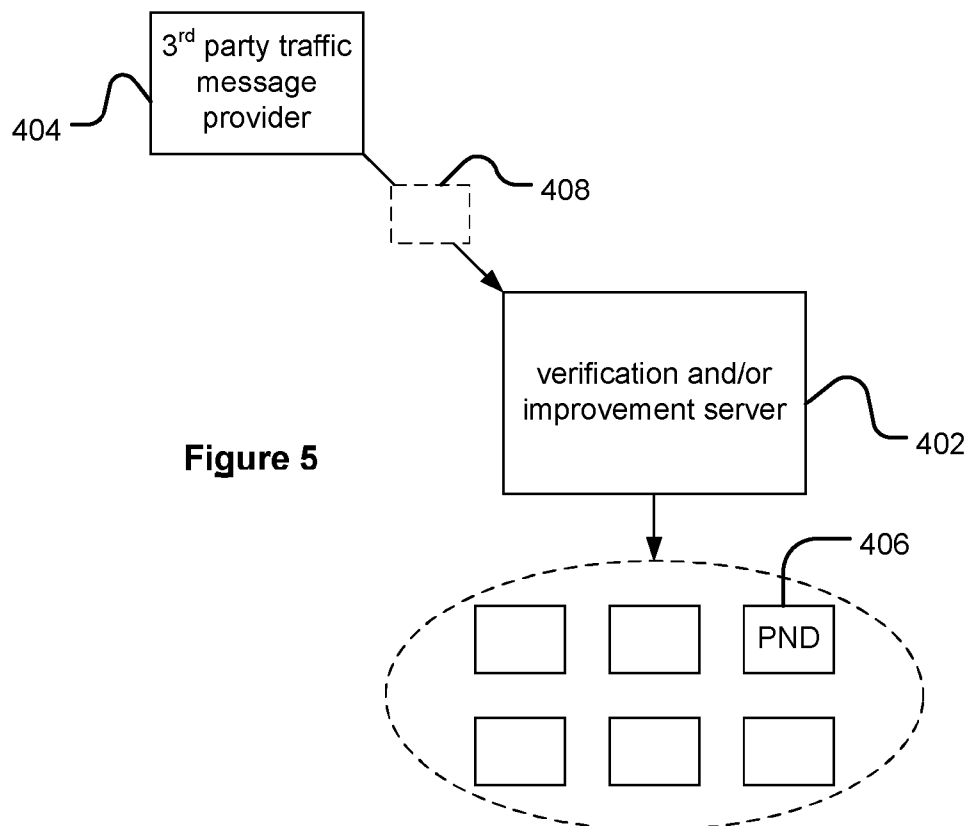 3rd party traffic
message
provider
404
408
verification and/or
improvement server
402
Figure 5
406
PND